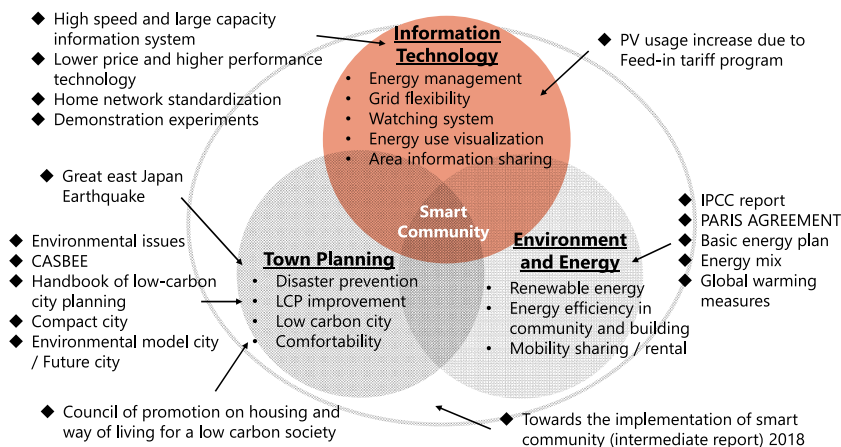 ◆ High speed and large capacity
information system
◆ Lower price and higher performance
technology
◆ Home network standardization
◆ Demonstration experiments
Information
Technology
• Energy management
• Grid flexibility
• Watching system
• Energy use visualization
• Area information sharing
◆ PV usage increase due to
Feed-in tariff program
◆ Great east Japan
Earthquake
Smart
Community
◆ Environmental issues
◆ CASBEE
◆ Handbook of low-carbon
city planning
◆ Compact city
◆ Environmental model city
/ Future city
Town Planning
• Disaster prevention
• LCP improvement
• Low carbon city
• Comfortability
Environment
and Energy
• Renewable energy
• Energy efficiency in
community and building
• Mobility sharing / rental
◆ IPCC report
◆ PARIS AGREEMENT
◆ Basic energy plan
◆ Energy mix
◆ Global warming
measures
◆ Council of promotion on housing and
way of living for a low carbon society
◆ Towards the implementation of smart
community (intermediate report) 2018